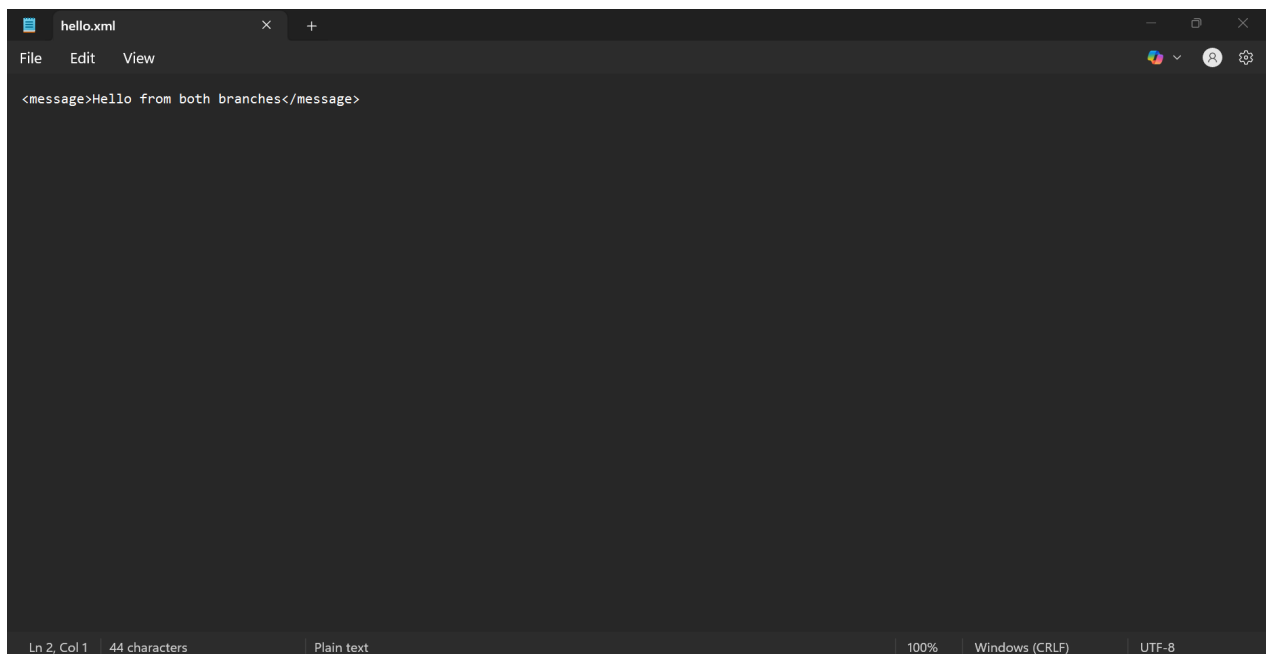 hello.xml
File Edit View
<message>Hello from both branches</message>
Ln 2, Col 1 44 characters Plain text 100% Windows (CRLF) UTF-8